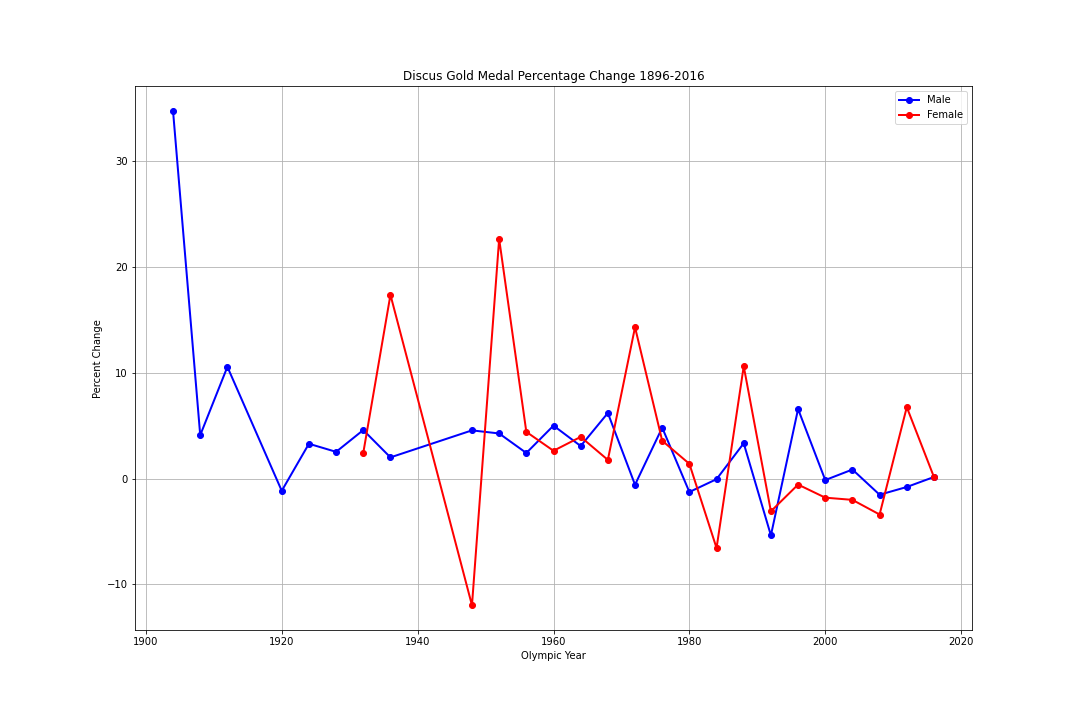 Discus Gold Medal Percentage Change 1896-2016
Male
Female
Percent Change
30
20
10
0
−10
1900
1920
1940
1960
1980
2000
2020
Olympic Year